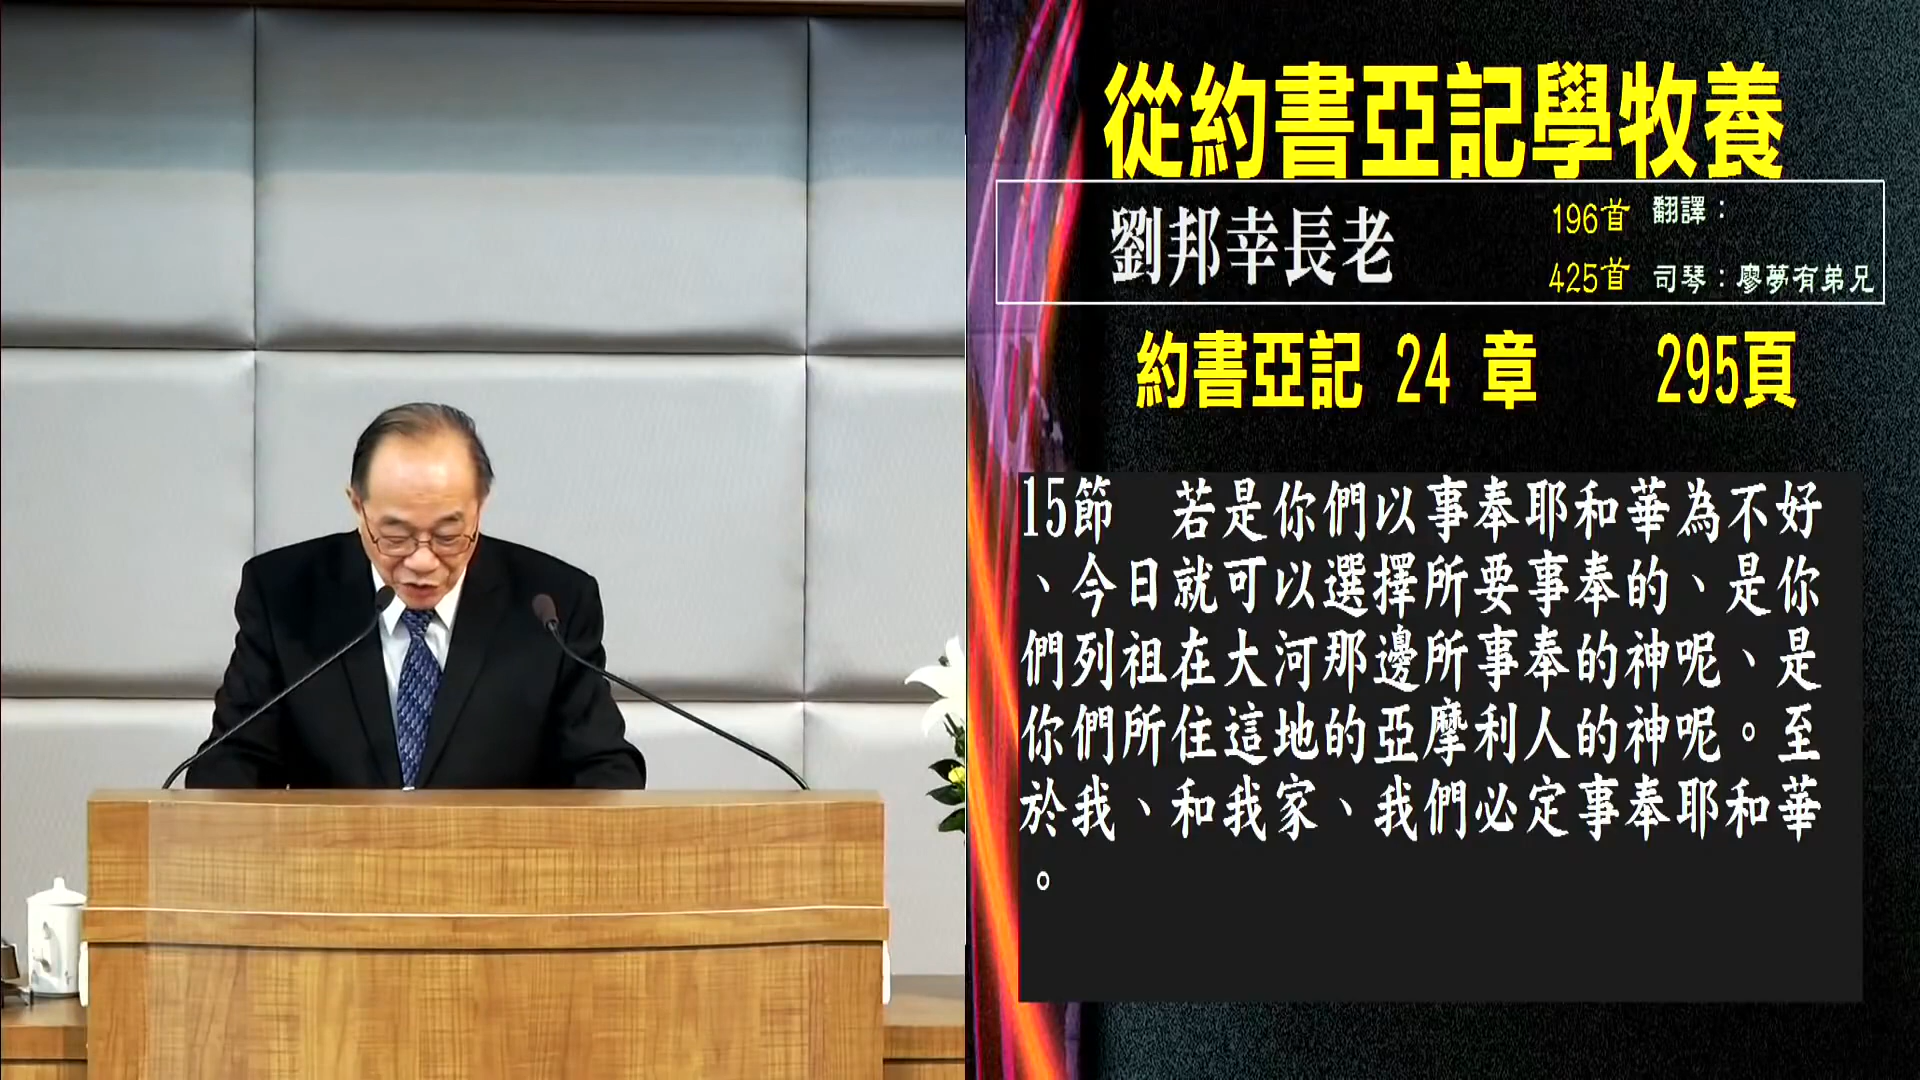 從約書亞記學牧養
劉邦幸長老
196首 翻譯：
425首 司琴：廖夢有弟兄
約書亞記 24 章 295頁
15節 若是你們以事奉耶和華為不好
、今日就可以選擇所要事奉的、是你
們列祖在大河那邊所事奉的神呢、是
你們所住這地的亞摩利人的神呢。至
於我、和我家、我們必定事奉耶和華
。